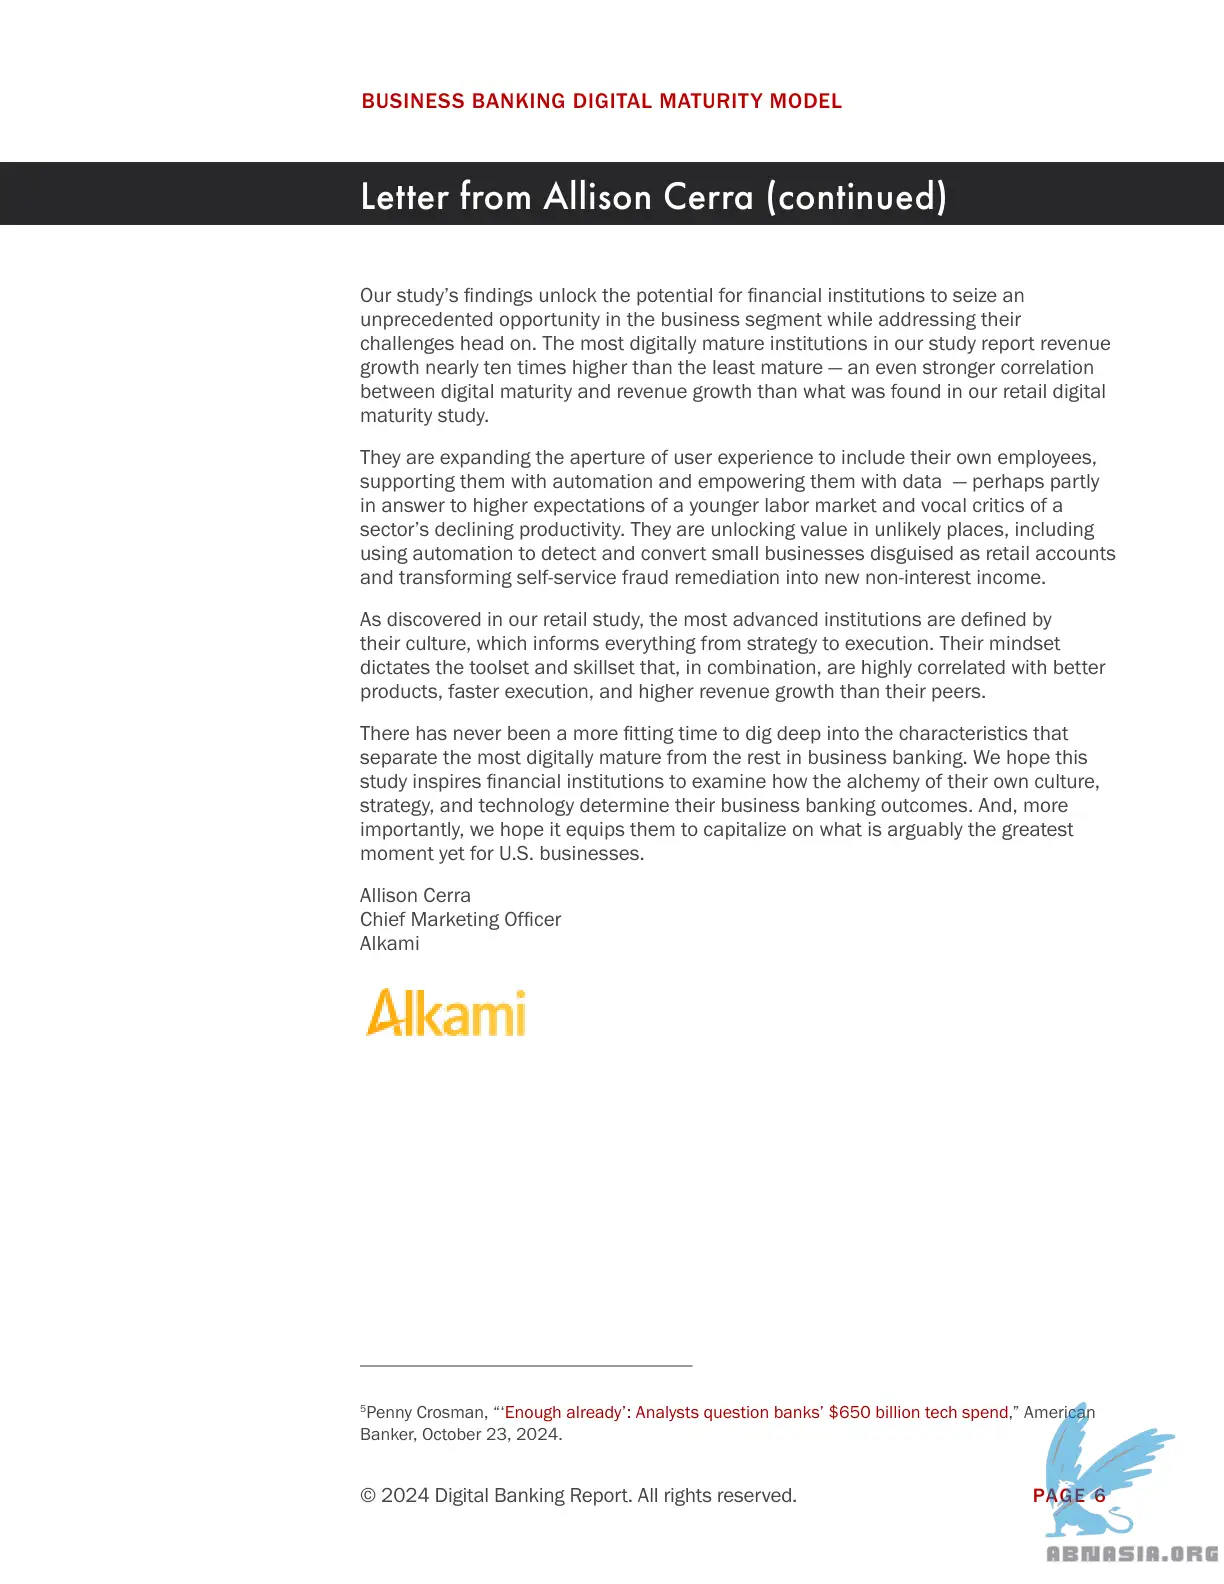 BUSINESS BANKING DIGITAL MATURITY MODEL
Letter from Allison Cerra (continued)
Our study’s findings unlock the potential for financial institutions to seize an
unprecedented opportunity in the business segment while addressing their
challenges head on. The most digitally mature institutions in our study report revenue
growth nearly ten times higher than the least mature — an even stronger correlation
between digital maturity and revenue growth than what was found in our retail digital
maturity study.
They are expanding the aperture of user experience to include their own employees,
supporting them with automation and empowering them with data — perhaps partly
in answer to higher expectations of a younger labor market and vocal critics of a
sector’s declining productivity. They are unlocking value in unlikely places, including
using automation to detect and convert small businesses disguised as retail accounts
and transforming self-service fraud remediation into new non-interest income.
As discovered in our retail study, the most advanced institutions are defined by
their culture, which informs everything from strategy to execution. Their mindset
dictates the toolset and skillset that, in combination, are highly correlated with better
products, faster execution, and higher revenue growth than their peers.
There has never been a more fitting time to dig deep into the characteristics that
separate the most digitally mature from the rest in business banking. We hope this
study inspires financial institutions to examine how the alchemy of their own culture,
strategy, and technology determine their business banking outcomes. And, more
importantly, we hope it equips them to capitalize on what is arguably the greatest
moment yet for U.S. businesses.
Allison Cerra
Chief Marketing Officer
Alkami
Alkami
5Penny Crosman, “‘Enough already’: Analysts question banks’ $650 billion tech spend,” American
Banker, October 23, 2024.
© 2024 Digital Banking Report. All rights reserved.
PAGE 6
ABNASIA.ORG